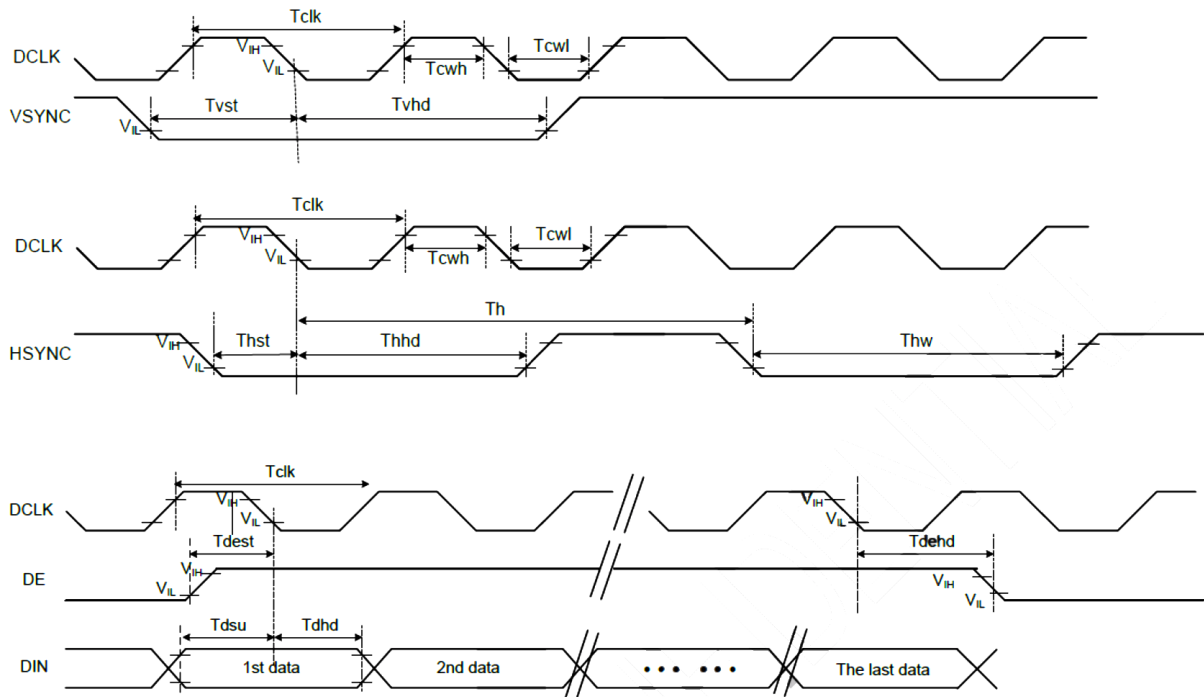 Tclk
DCLK VIH VIL Tcwh Tcwl
VSYNC VIL Tvst Tvhd
Tclk
DCLK VIH VIL Tcwh Tcwl
Th
HSYNC VIH VIL Thst Thhd Thw
Tclk
DCLK VIH VIL VIH VIL
Tdest Tdehd
DE VIH VIL VIH VIL
Tdsu Tdhd
DIN 1st data 2nd data ••• ••• The last data